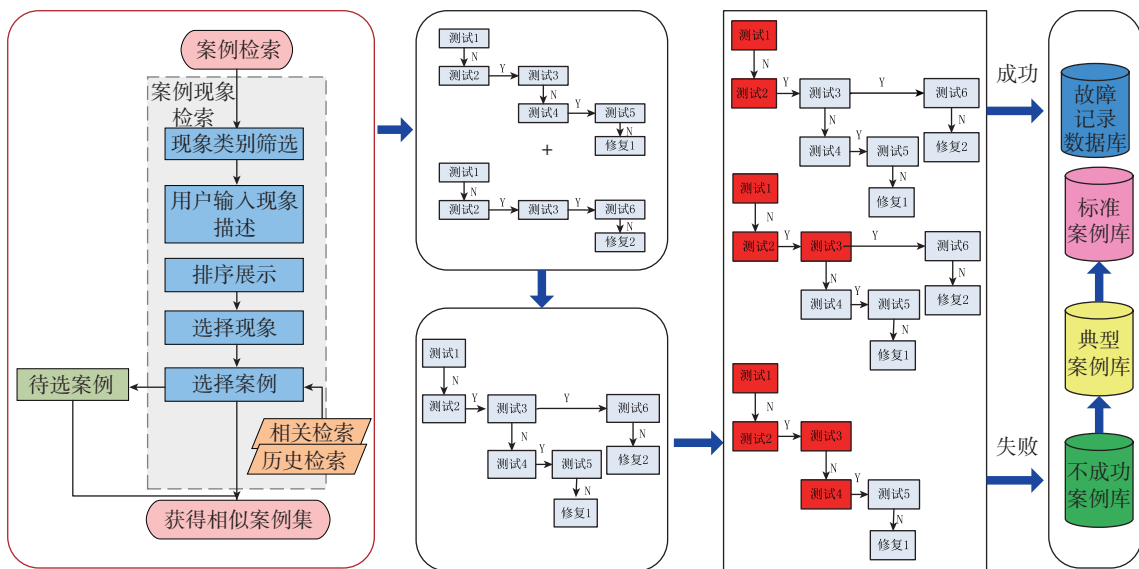 案例检索
案例现象
检索
现象类别筛选
用户输入现象
描述
排序展示
选择现象
选择案例
待选案例
相关检索
历史检索
获得相似案例集
测试1
N
测试2
Y
测试3
N
测试4
Y
测试5
N
修复1
+
测试1
N
测试2
Y
测试3
Y
测试6
N
修复2
测试1
N
测试2
Y
测试3
Y
测试6
N
N
测试4
Y
测试5
修复2
N
修复1
测试1
N
测试2
Y
测试3
Y
测试6
N
N
测试4
Y
测试5
修复2
N
修复1
测试1
N
测试2
Y
测试3
Y
测试6
N
N
测试4
Y
测试5
修复2
N
修复1
测试1
N
测试2
Y
测试3
N
测试4
Y
测试5
N
修复1
成功
失败
故障
记录
数据库
标准
案例库
典型
案例库
不成功
案例库